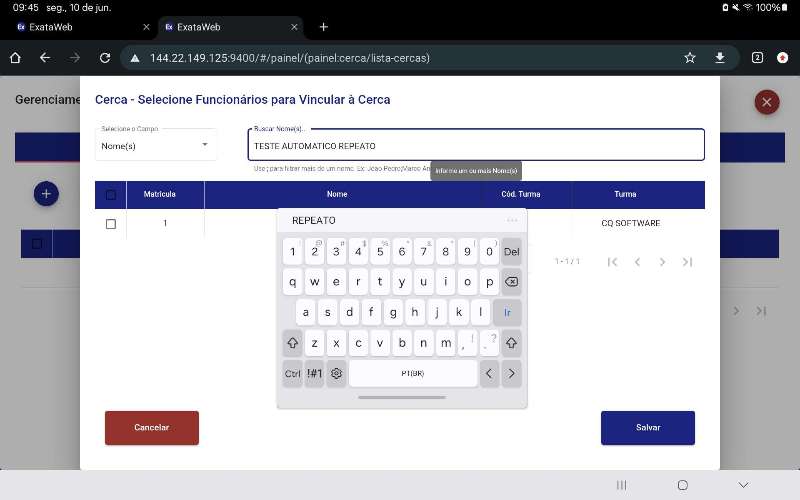 09:45 seg., 10 de jun. 100%
ExataWeb
ExataWeb
144.22.149.125:9400/#/painel/(painel:cerca/lista-cercas)
2
Gerenciame
Cerca - Selecione Funcionários para Vincular à Cerca
Selecione o Campo
Nome(s)
Buscar Nome(s)..
TESTE AUTOMATICO REPEATO
Use ; para filtrar mais de um nome. Ex: João Pedro;Marco An
Informe um ou mais Nome(s)
Matrícula Nome Cód. Turma Turma
1 CQ SOFTWARE
1 - 1 / 1
REPEATO
1 2 3 4 5 6 7 8 9 0 Del
q w e r t y u i o p
a s d f g h j k l Ir
z x c v b n m , ! . ?
Ctrl !#1 PT(BR)
Cancelar
Salvar